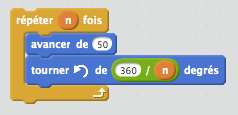 répéter n fois
avancer de 50
tourner de 360 / n degrés